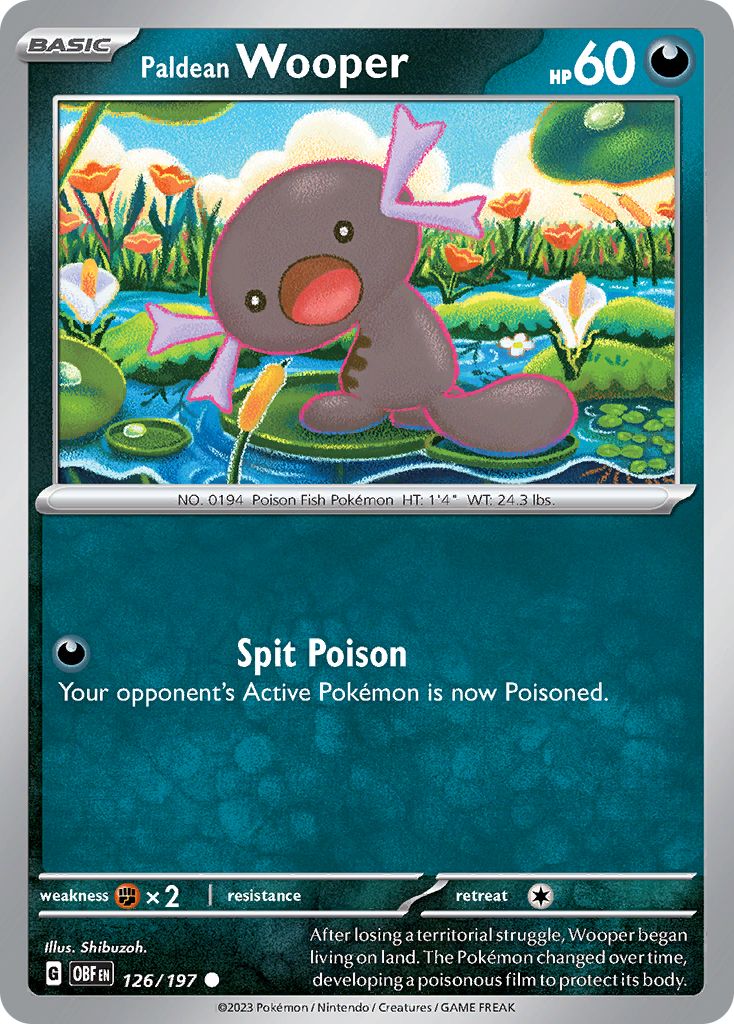 BASIC
Paldean Wooper
HP 60
NO. 0194 Poison Fish Pokémon HT: 1'4" WT: 24.3 lbs.
Spit Poison
Your opponent's Active Pokémon is now Poisoned.
weakness ×2 resistance retreat
Illus. Shibuzoh.
After losing a territorial struggle, Wooper began
living on land. The Pokémon changed over time,
developing a poisonous film to protect its body.
G OBF EN 126/197
©2023 Pokémon / Nintendo / Creatures / GAME FREAK